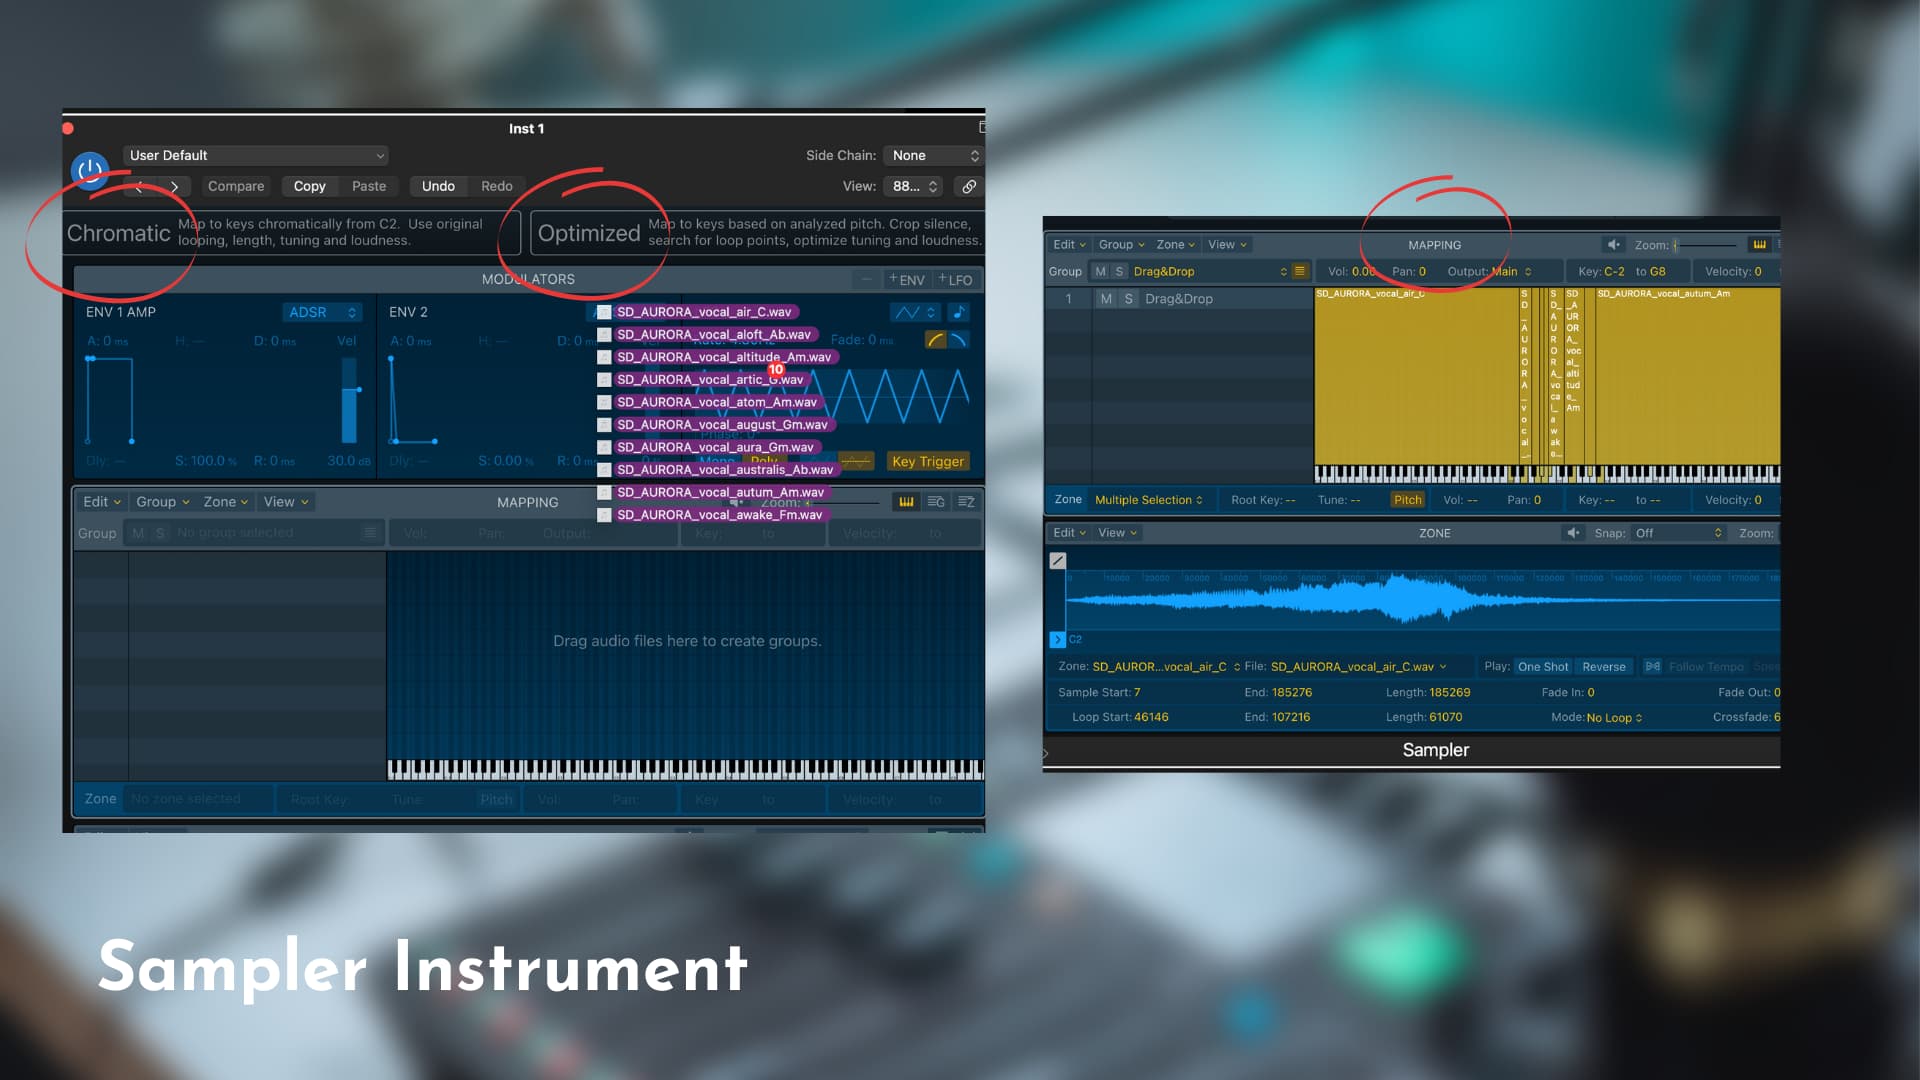 Inst 1
User Default
Side Chain: None
Compare Copy Paste Undo Redo
View: 88...
Chromatic Map to keys chromatically from C2. Use original looping, length, tuning and loudness.
Optimized Map to keys based on analyzed pitch. Crop silence, search for loop points, optimize tuning and loudness.
MODULATORS
+ENV +LFO
ENV 1 AMP ADSR
ENV 2
A: 0 ms H: — D: 0 ms Vel
A: 0 ms H: — D: 0 m
Fade: 0 ms
Dly: — S: 100.0 % R: 0 ms 30.0 dB
Dly: — S: 0.00 % R: 0 m
Mono Poly
Key Trigger
SD_AURORA_vocal_air_C.wav
SD_AURORA_vocal_aloft_Ab.wav
SD_AURORA_vocal_altitude_Am.wav
10
SD_AURORA_vocal_artic_G.wav
SD_AURORA_vocal_atom_Am.wav
SD_AURORA_vocal_august_Gm.wav
SD_AURORA_vocal_aura_Gm.wav
SD_AURORA_vocal_australis_Ab.wav
SD_AURORA_vocal_autum_Am.wav
SD_AURORA_vocal_awake_Fm.wav
Edit Group Zone View MAPPING Zoom:
Group M S No group selected Vol: Pan: Output: Key: to Velocity: to
Drag audio files here to create groups.
Zone No zone selected Root Key: Tune: Pitch Vol: Pan: Key to Velocity: to
Edit Group Zone View MAPPING Zoom:
Group M S Drag&Drop Vol: 0.00 Pan: 0 Output: Main Key: C-2 to G8 Velocity: 0
1 M S Drag&Drop
SD_AURORA_vocal_air_C
SD_AURORA_vocal_altitude_Am
SD_AURORA_vocal_autum_Am
Zone Multiple Selection Root Key: -- Tune: -- Pitch Vol: -- Pan: 0 Key: -- to -- Velocity: 0
Edit View ZONE Snap: Off Zoom:
C2
Zone: SD_AUROR...vocal_air_C File: SD_AURORA_vocal_air_C.wav Play: One Shot Reverse Follow Tempo
Sample Start: 7 End: 185276 Length: 185269 Fade In: 0 Fade Out: 0
Loop Start: 46146 End: 107216 Length: 61070 Mode: No Loop Crossfade: 6
Sampler
Sampler Instrument